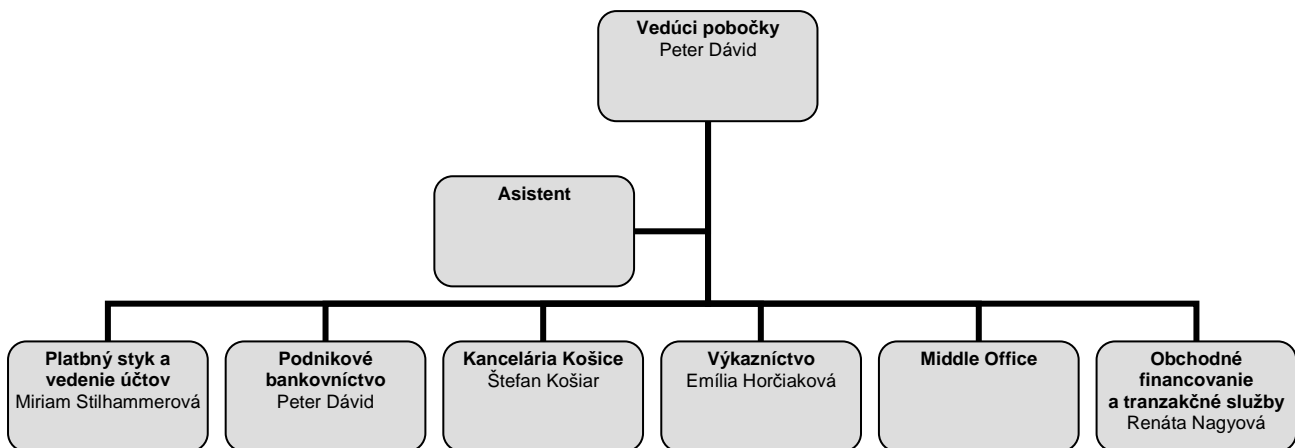 Vedúci pobočky
Peter Dávid
Asistent
Platbný styk a
vedenie účtov
Miriam Stilhammerová
Podnikové
bankovníctvo
Peter Dávid
Kancelária Košice
Štefan Košiar
Výkazníctvo
Emília Horčiaková
Middle Office
Obchodné
financovanie
a tranzakčné služby
Renáta Nagyová